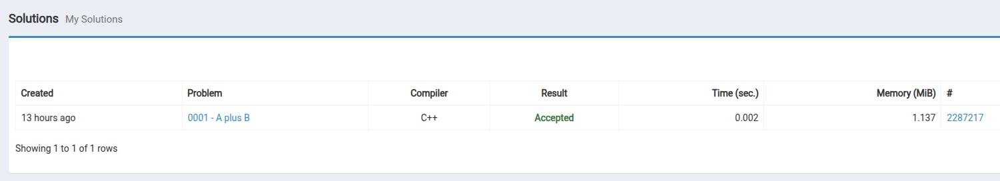 Solutions My Solutions
Created Problem Compiler Result Time (sec.) Memory (MiB) #
13 hours ago 0001 - A plus B C++ Accepted 0.002 1.137 2287217
Showing 1 to 1 of 1 rows